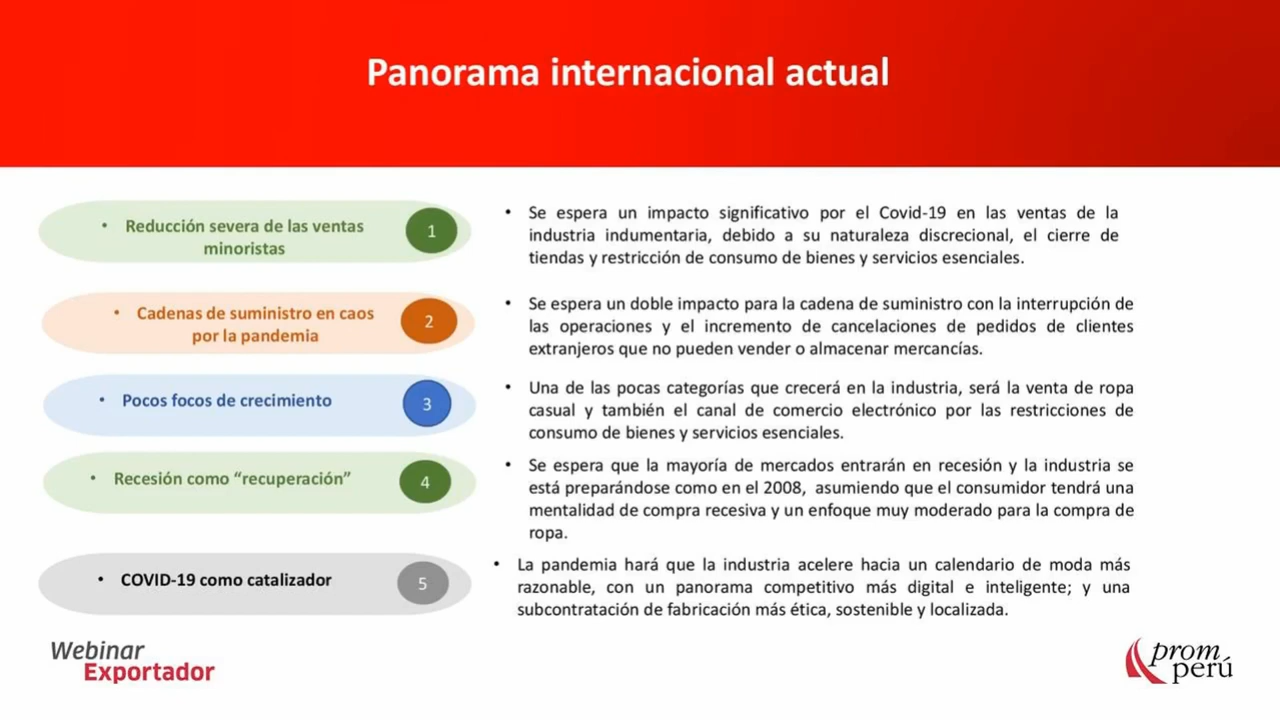 Panorama internacional actual
• Reducción severa de las ventas
minoristas
1
• Se espera un impacto significativo por el Covid-19 en las ventas de la
industria indumentaria, debido a su naturaleza discrecional, el cierre de
tiendas y restricción de consumo de bienes y servicios esenciales.
• Cadenas de suministro en caos
por la pandemia
2
• Se espera un doble impacto para la cadena de suministro con la interrupción de
las operaciones y el incremento de cancelaciones de pedidos de clientes
extranjeros que no pueden vender o almacenar mercancías.
• Pocos focos de crecimiento
3
• Una de las pocas categorías que crecerá en la industria, será la venta de ropa
casual y también el canal de comercio electrónico por las restricciones de
consumo de bienes y servicios esenciales.
• Recesión como “recuperación”
4
• Se espera que la mayoría de mercados entrarán en recesión y la industria se
está preparándose como en el 2008, asumiendo que el consumidor tendrá una
mentalidad de compra recesiva y un enfoque muy moderado para la compra de
ropa.
• COVID-19 como catalizador
5
• La pandemia hará que la industria acelere hacia un calendario de moda más
razonable, con un panorama competitivo más digital e inteligente; y una
subcontratación de fabricación más ética, sostenible y localizada.
Webinar
Exportador
prom
perú